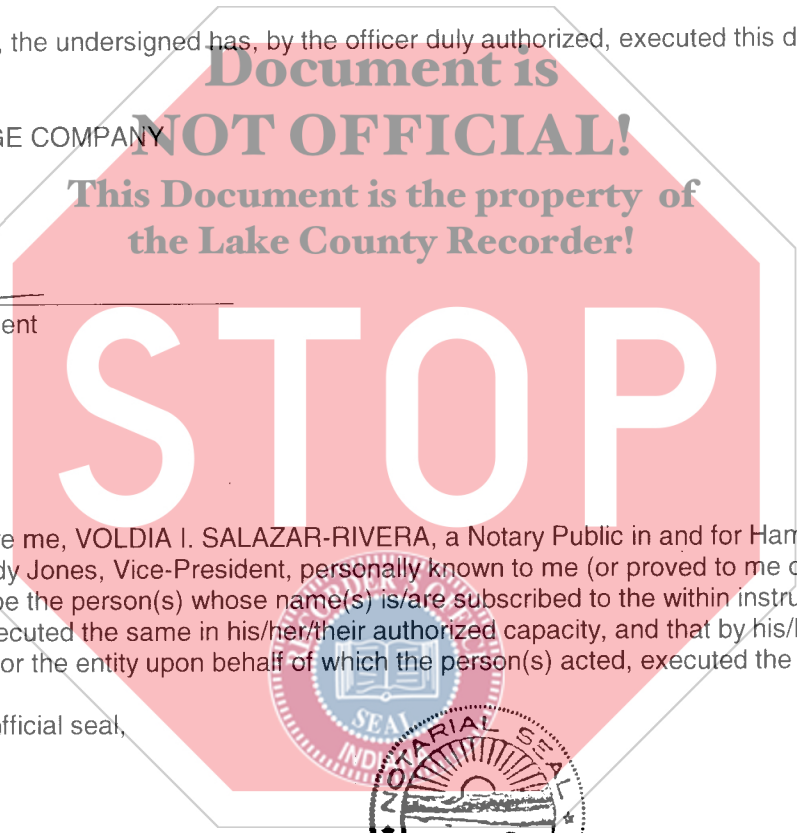 , the undersigned has, by the officer duly authorized, executed this d
Document is
GE COMPANY
NOT OFFICIAL!
This Document is the property of
the Lake County Recorder!
ent
STOP
e me, VOLDIA I. SALAZAR-RIVERA, a Notary Public in and for Ham
dy Jones, Vice-President, personally known to me (or proved to me o
be the person(s) whose name(s) is/are subscribed to the within instru
ecuted the same in his/her/their authorized capacity, and that by his/h
or the entity upon behalf of which the person(s) acted, executed the
RECORDER'S OFFICE
SEAL
INDIANA
fficial seal,
NOTARIAL SEAL